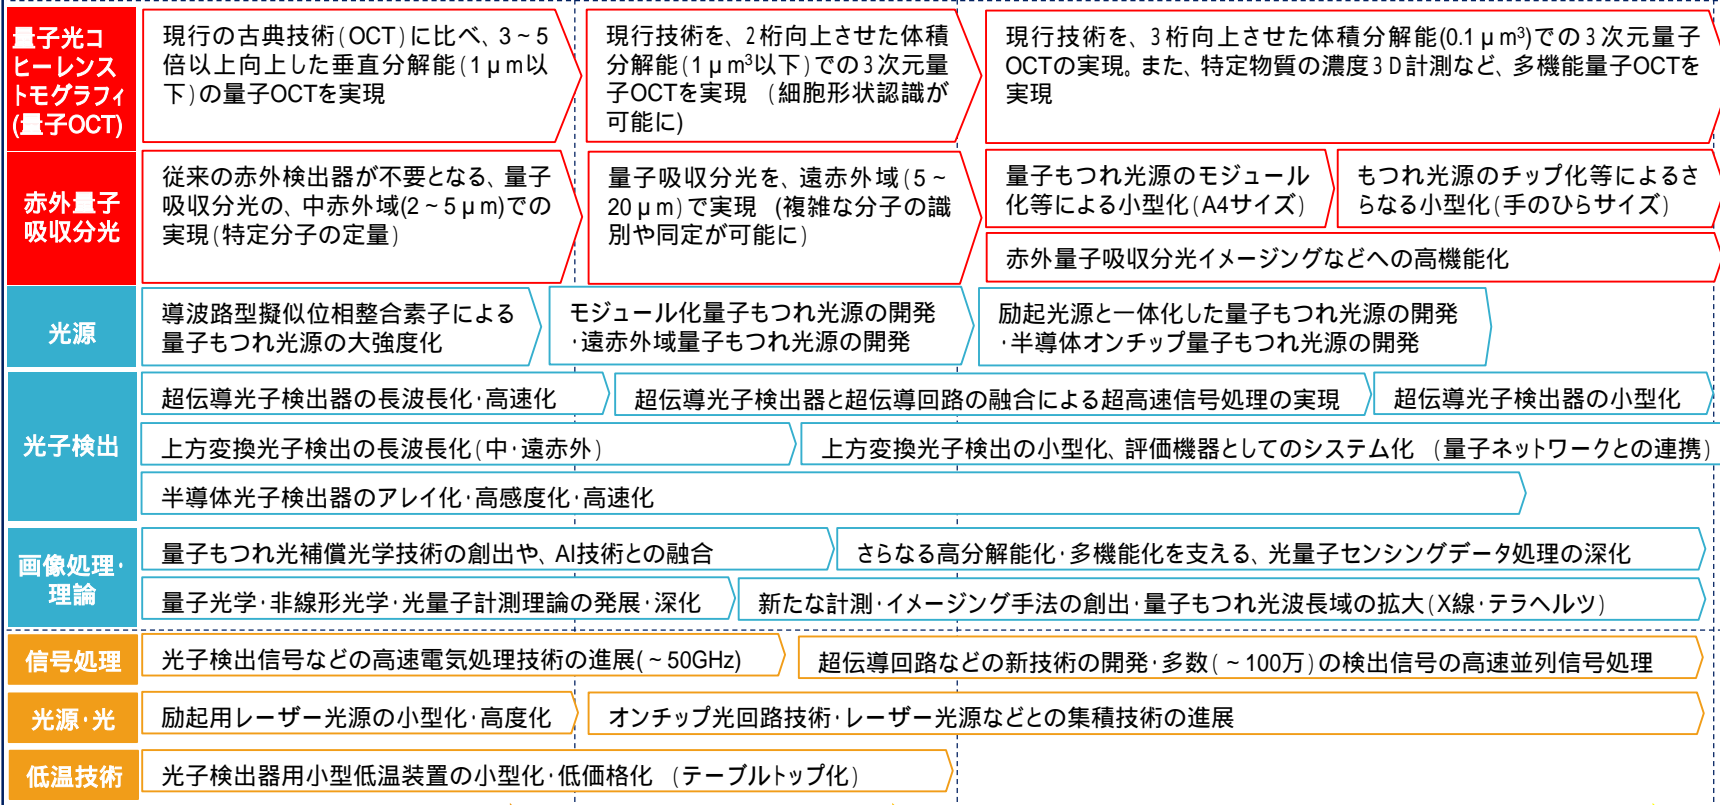 量子光コ
ヒーレンス
トモグラフィ
(量子OCT)
現行の古典技術(OCT)に比べ、3~5
倍以上向上した垂直分解能(1μm以
下)の量子OCTを実現
現行技術を、2桁向上させた体積
分解能(1μm³以下)での3次元量
子OCTを実現 (細胞形状認識が
可能に)
現行技術を、3桁向上させた体積分解能(0.1μm³)での3次元量子
OCTの実現。また、特定物質の濃度3D計測など、多機能量子OCTを
実現
赤外量子
吸収分光
従来の赤外検出器が不要となる、量子
吸収分光の、中赤外域(2~5μm)での
実現(特定分子の定量)
量子吸収分光を、遠赤外域(5~
20μm)で実現 (複雑な分子の識
別や同定が可能に)
量子もつれ光源のモジュール
化等による小型化(A4サイズ)
もつれ光源のチップ化等によるさ
らなる小型化(手のひらサイズ)
赤外量子吸収分光イメージングなどへの高機能化
光源
導波路型擬似位相整合素子による
量子もつれ光源の大強度化
モジュール化量子もつれ光源の開発
・遠赤外域量子もつれ光源の開発
励起光源と一体化した量子もつれ光源の開発
・半導体オンチップ量子もつれ光源の開発
光子検出
超伝導光子検出器の長波長化・高速化
超伝導光子検出器と超伝導回路の融合による超高速信号処理の実現
超伝導光子検出器の小型化
上方変換光子検出の長波長化(中・遠赤外)
上方変換光子検出の小型化、評価機器としてのシステム化 (量子ネットワークとの連携)
半導体光子検出器のアレイ化・高感度化・高速化
画像処理・
理論
量子もつれ光補償光学技術の創出や、AI技術との融合
さらなる高分解能化・多機能化を支える、光量子センシングデータ処理の深化
量子光学・非線形光学・光量子計測理論の発展・深化
新たな計測・イメージング手法の創出・量子もつれ光波長域の拡大(X線・テラヘルツ)
信号処理
光子検出信号などの高速電気処理技術の進展(~50GHz)
超伝導回路などの新技術の開発・多数(~100万)の検出信号の高速並列信号処理
光源・光
励起用レーザー光源の小型化・高度化
オンチップ光回路技術・レーザー光源などとの集積技術の進展
低温技術
光子検出器用小型低温装置の小型化・低価格化 (テーブルトップ化)